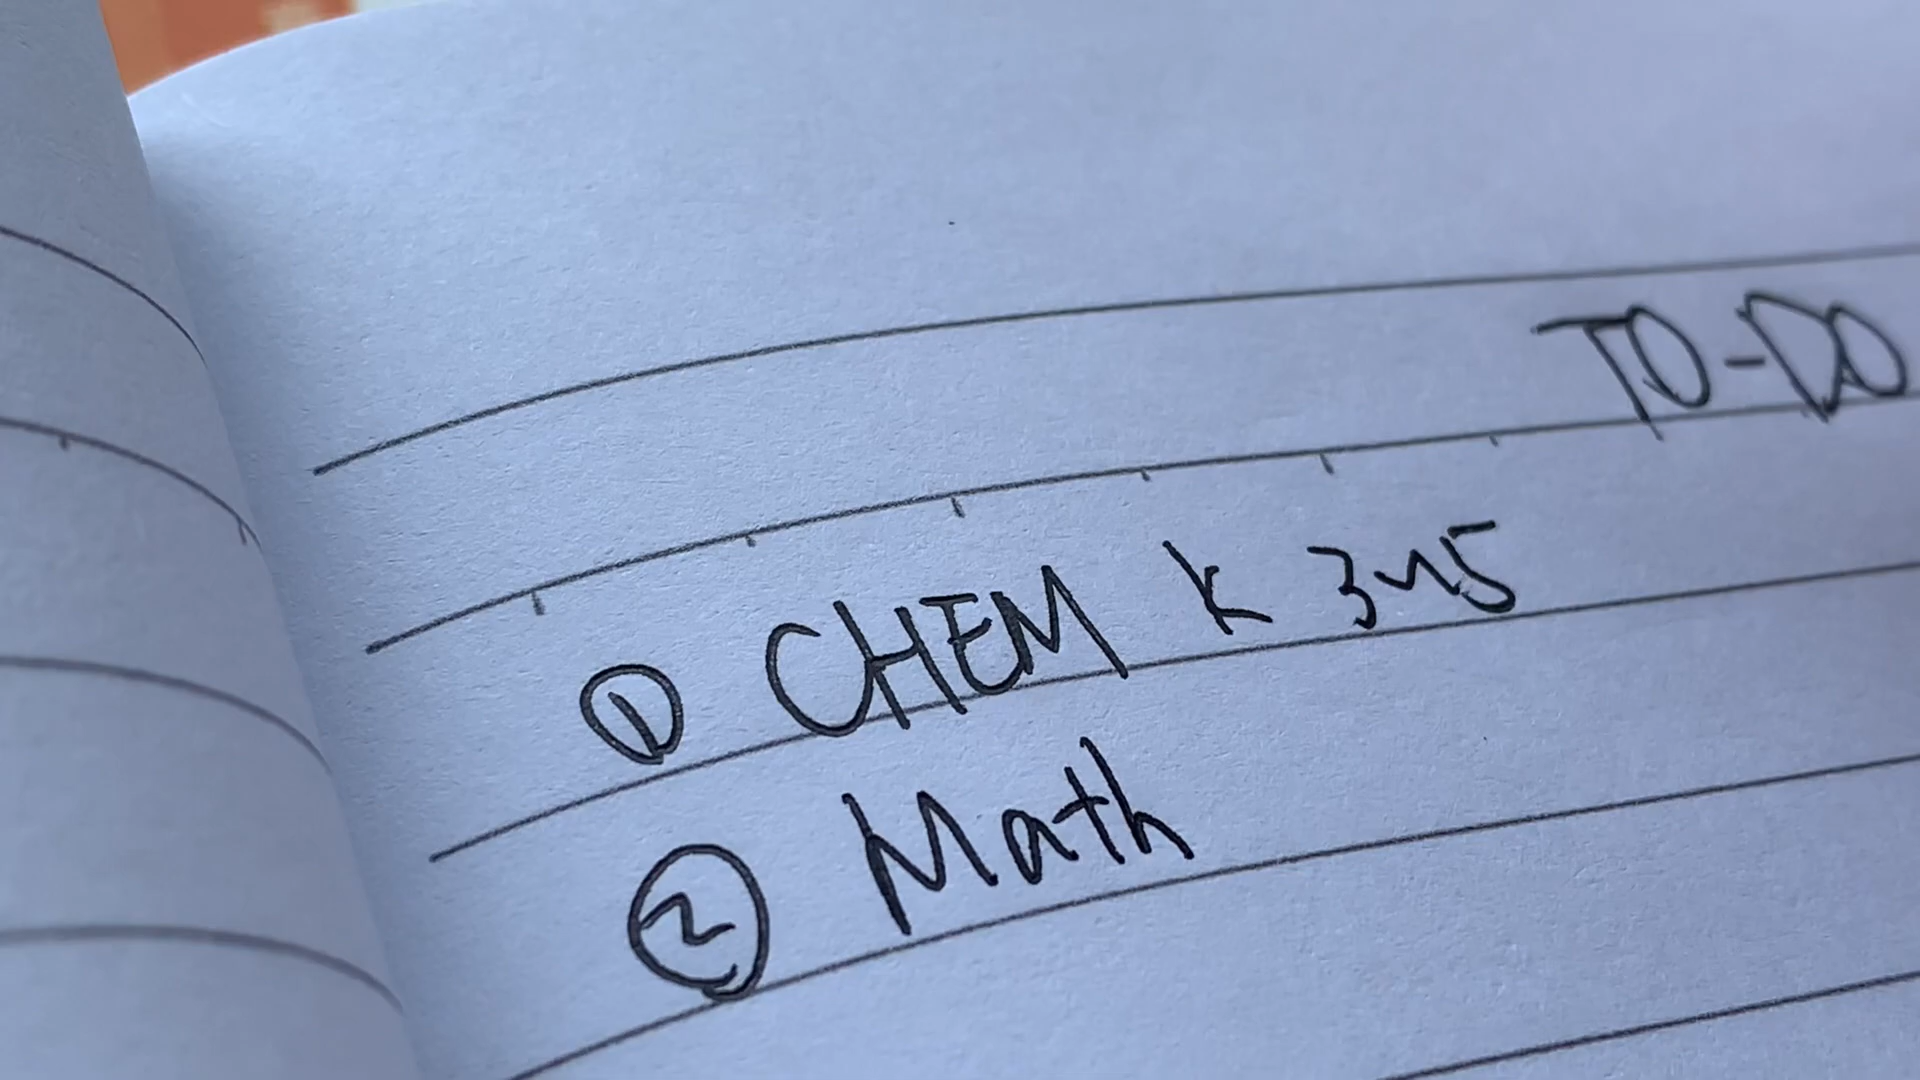 TO-DO
① CHEM K 3~5
② Math